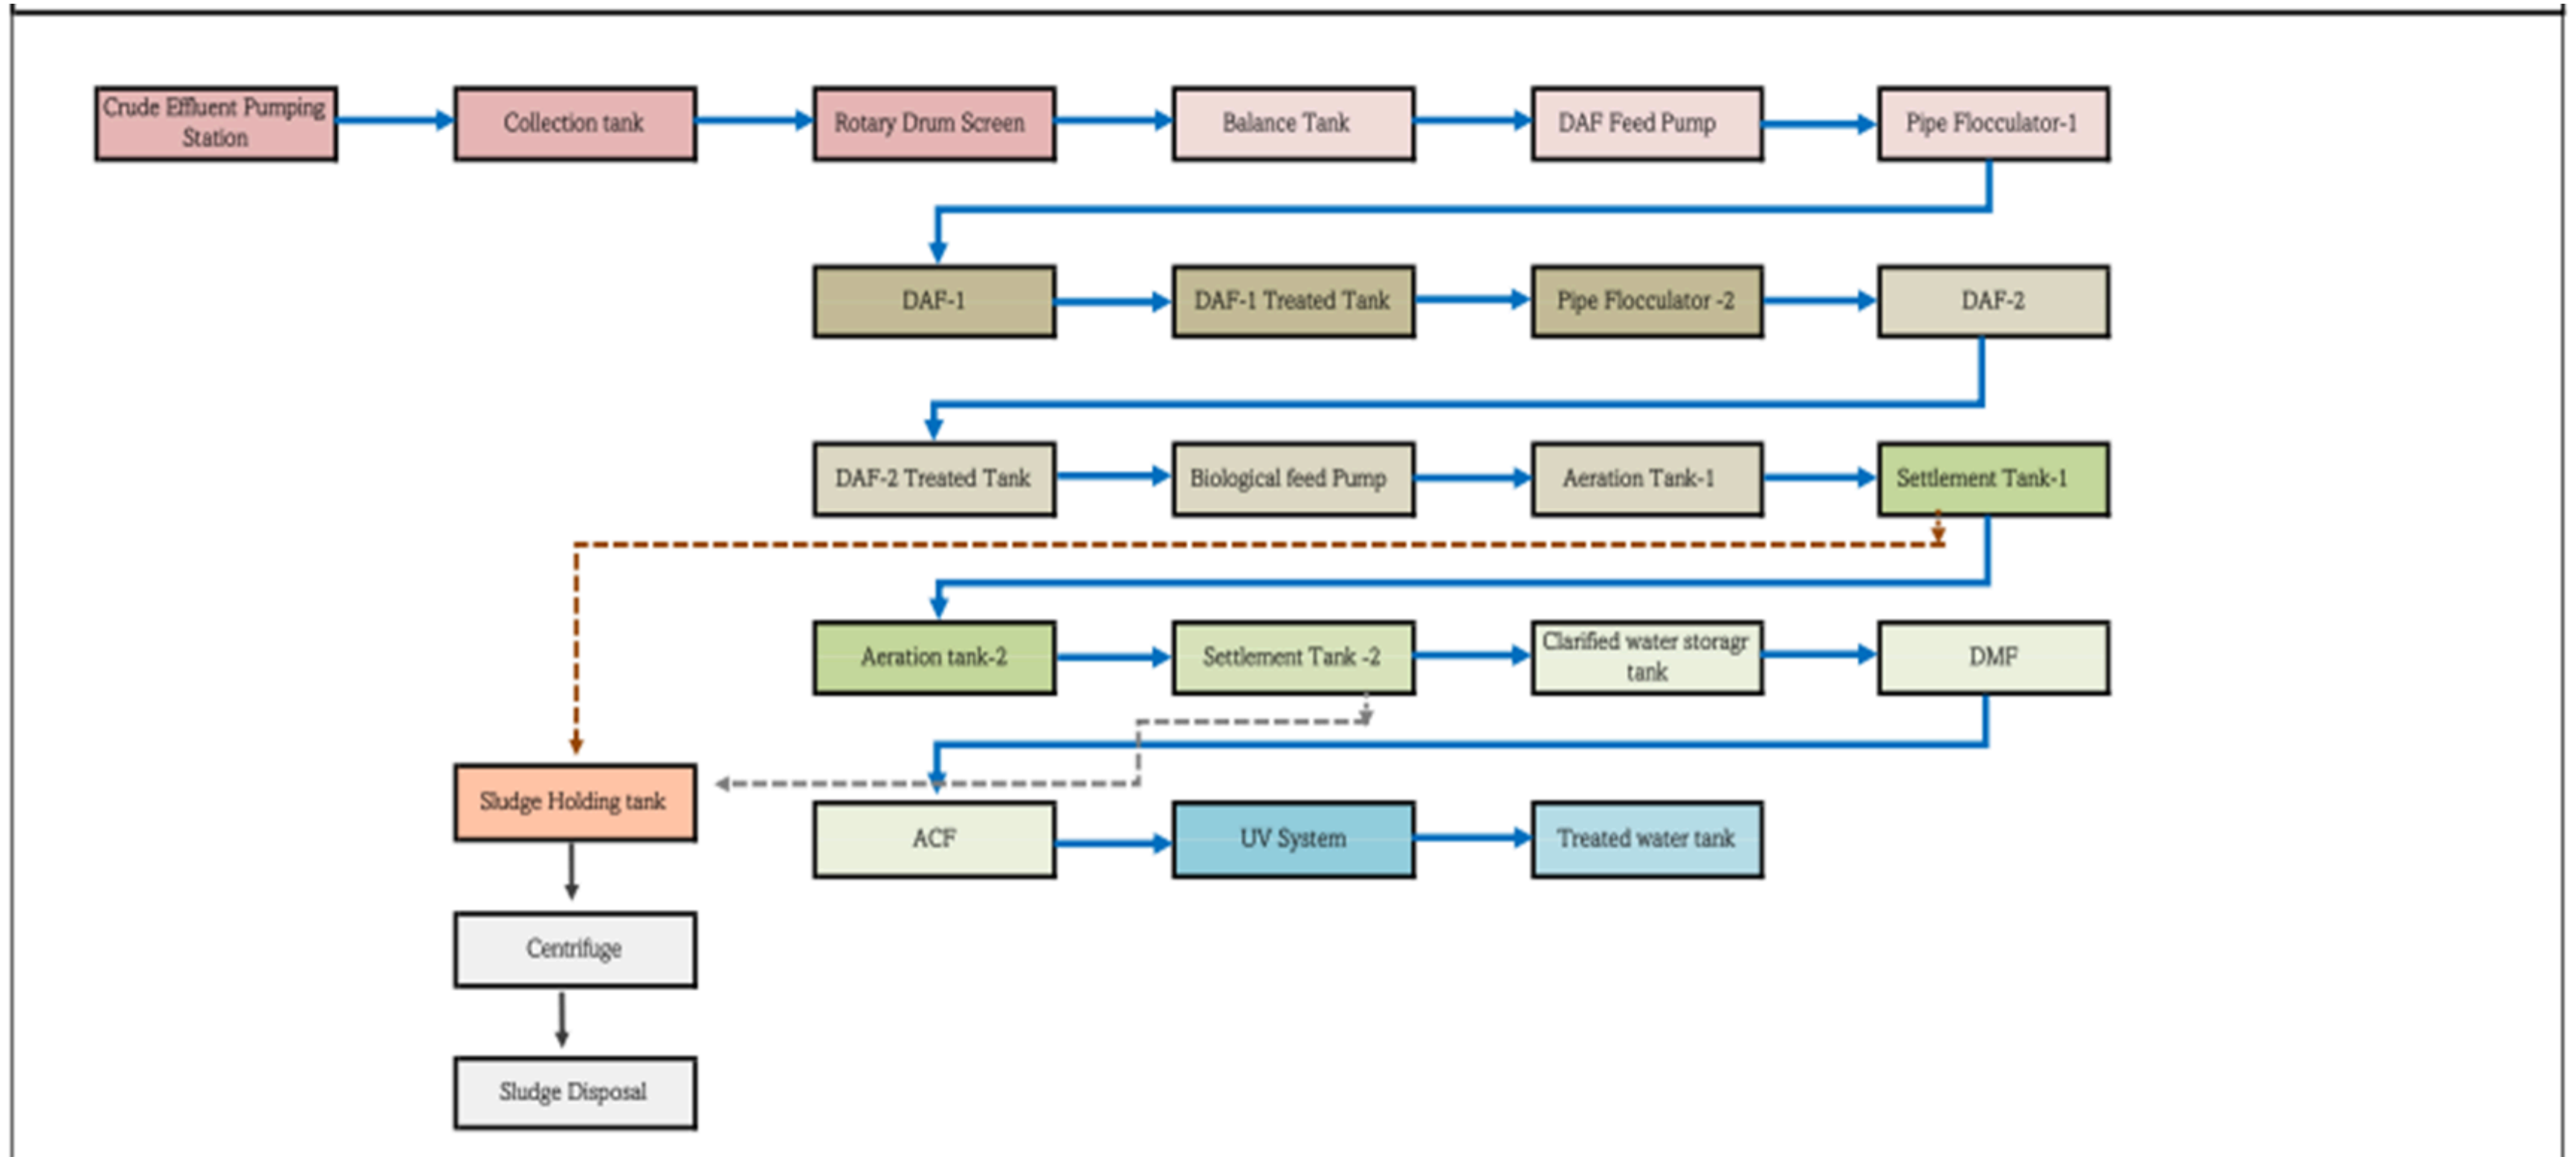 Crude Effluent Pumping
Station
Collection tank
Rotary Drum Screen
Balance Tank
DAF Feed Pump
Pipe Flocculator-1
DAF-1
DAF-1 Treated Tank
Pipe Flocculator -2
DAF-2
DAF-2 Treated Tank
Biological feed Pump
Aeration Tank-1
Settlement Tank-1
Aeration tank-2
Settlement Tank -2
Clarified water storagr
tank
DMF
Sludge Holding tank
ACF
UV System
Treated water tank
Centrifuge
Sludge Disposal